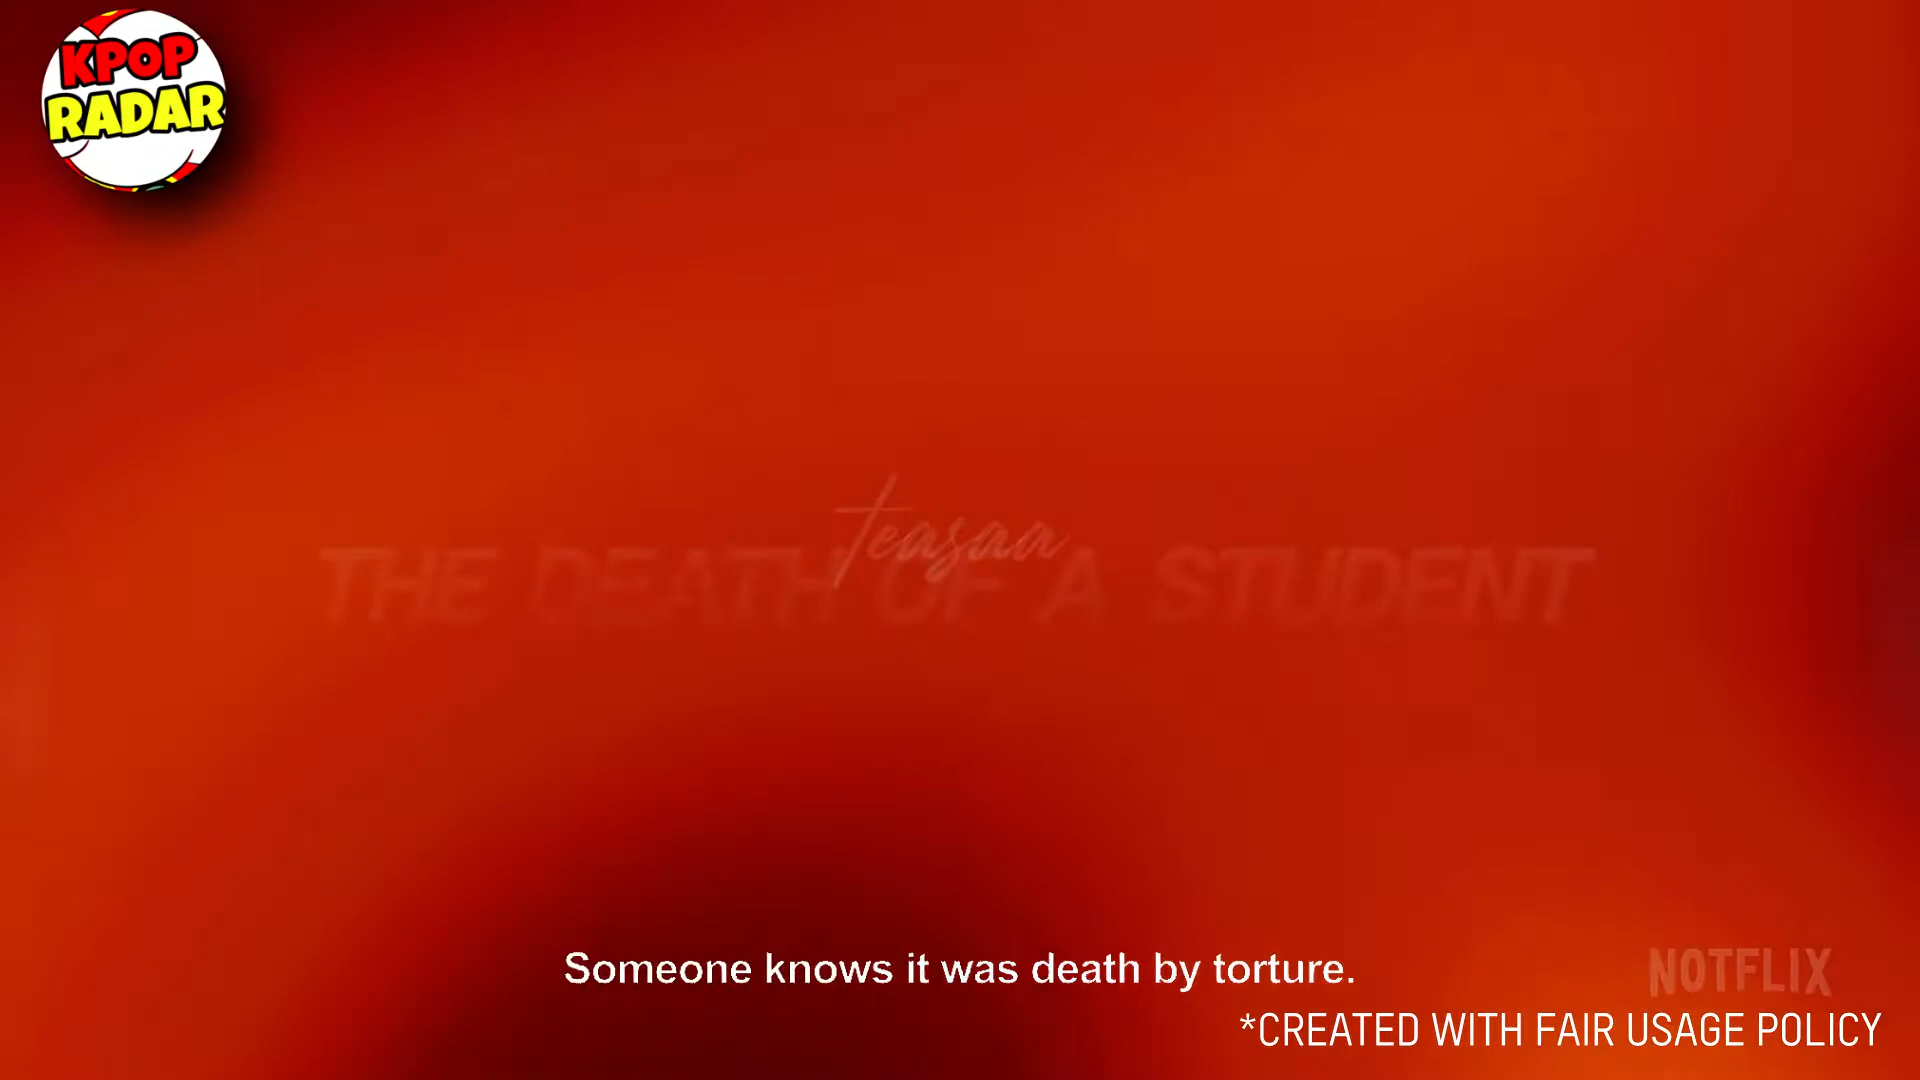 KPOP
RADAR
teasaa
THE DEATH OF A STUDENT
Someone knows it was death by torture.
NOTFLIX
*CREATED WITH FAIR USAGE POLICY